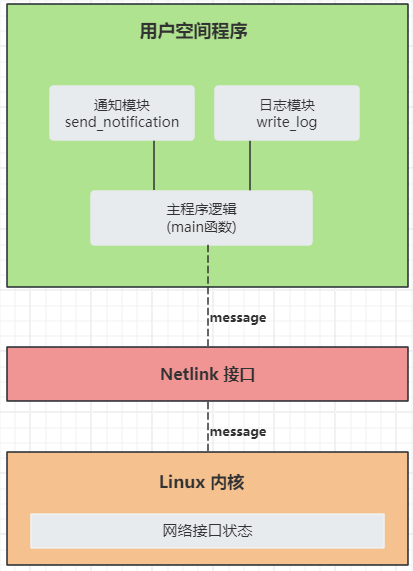 用户空间程序
通知模块
send_notification
日志模块
write_log
主程序逻辑
(main函数)
message
Netlink 接口
message
Linux 内核
网络接口状态